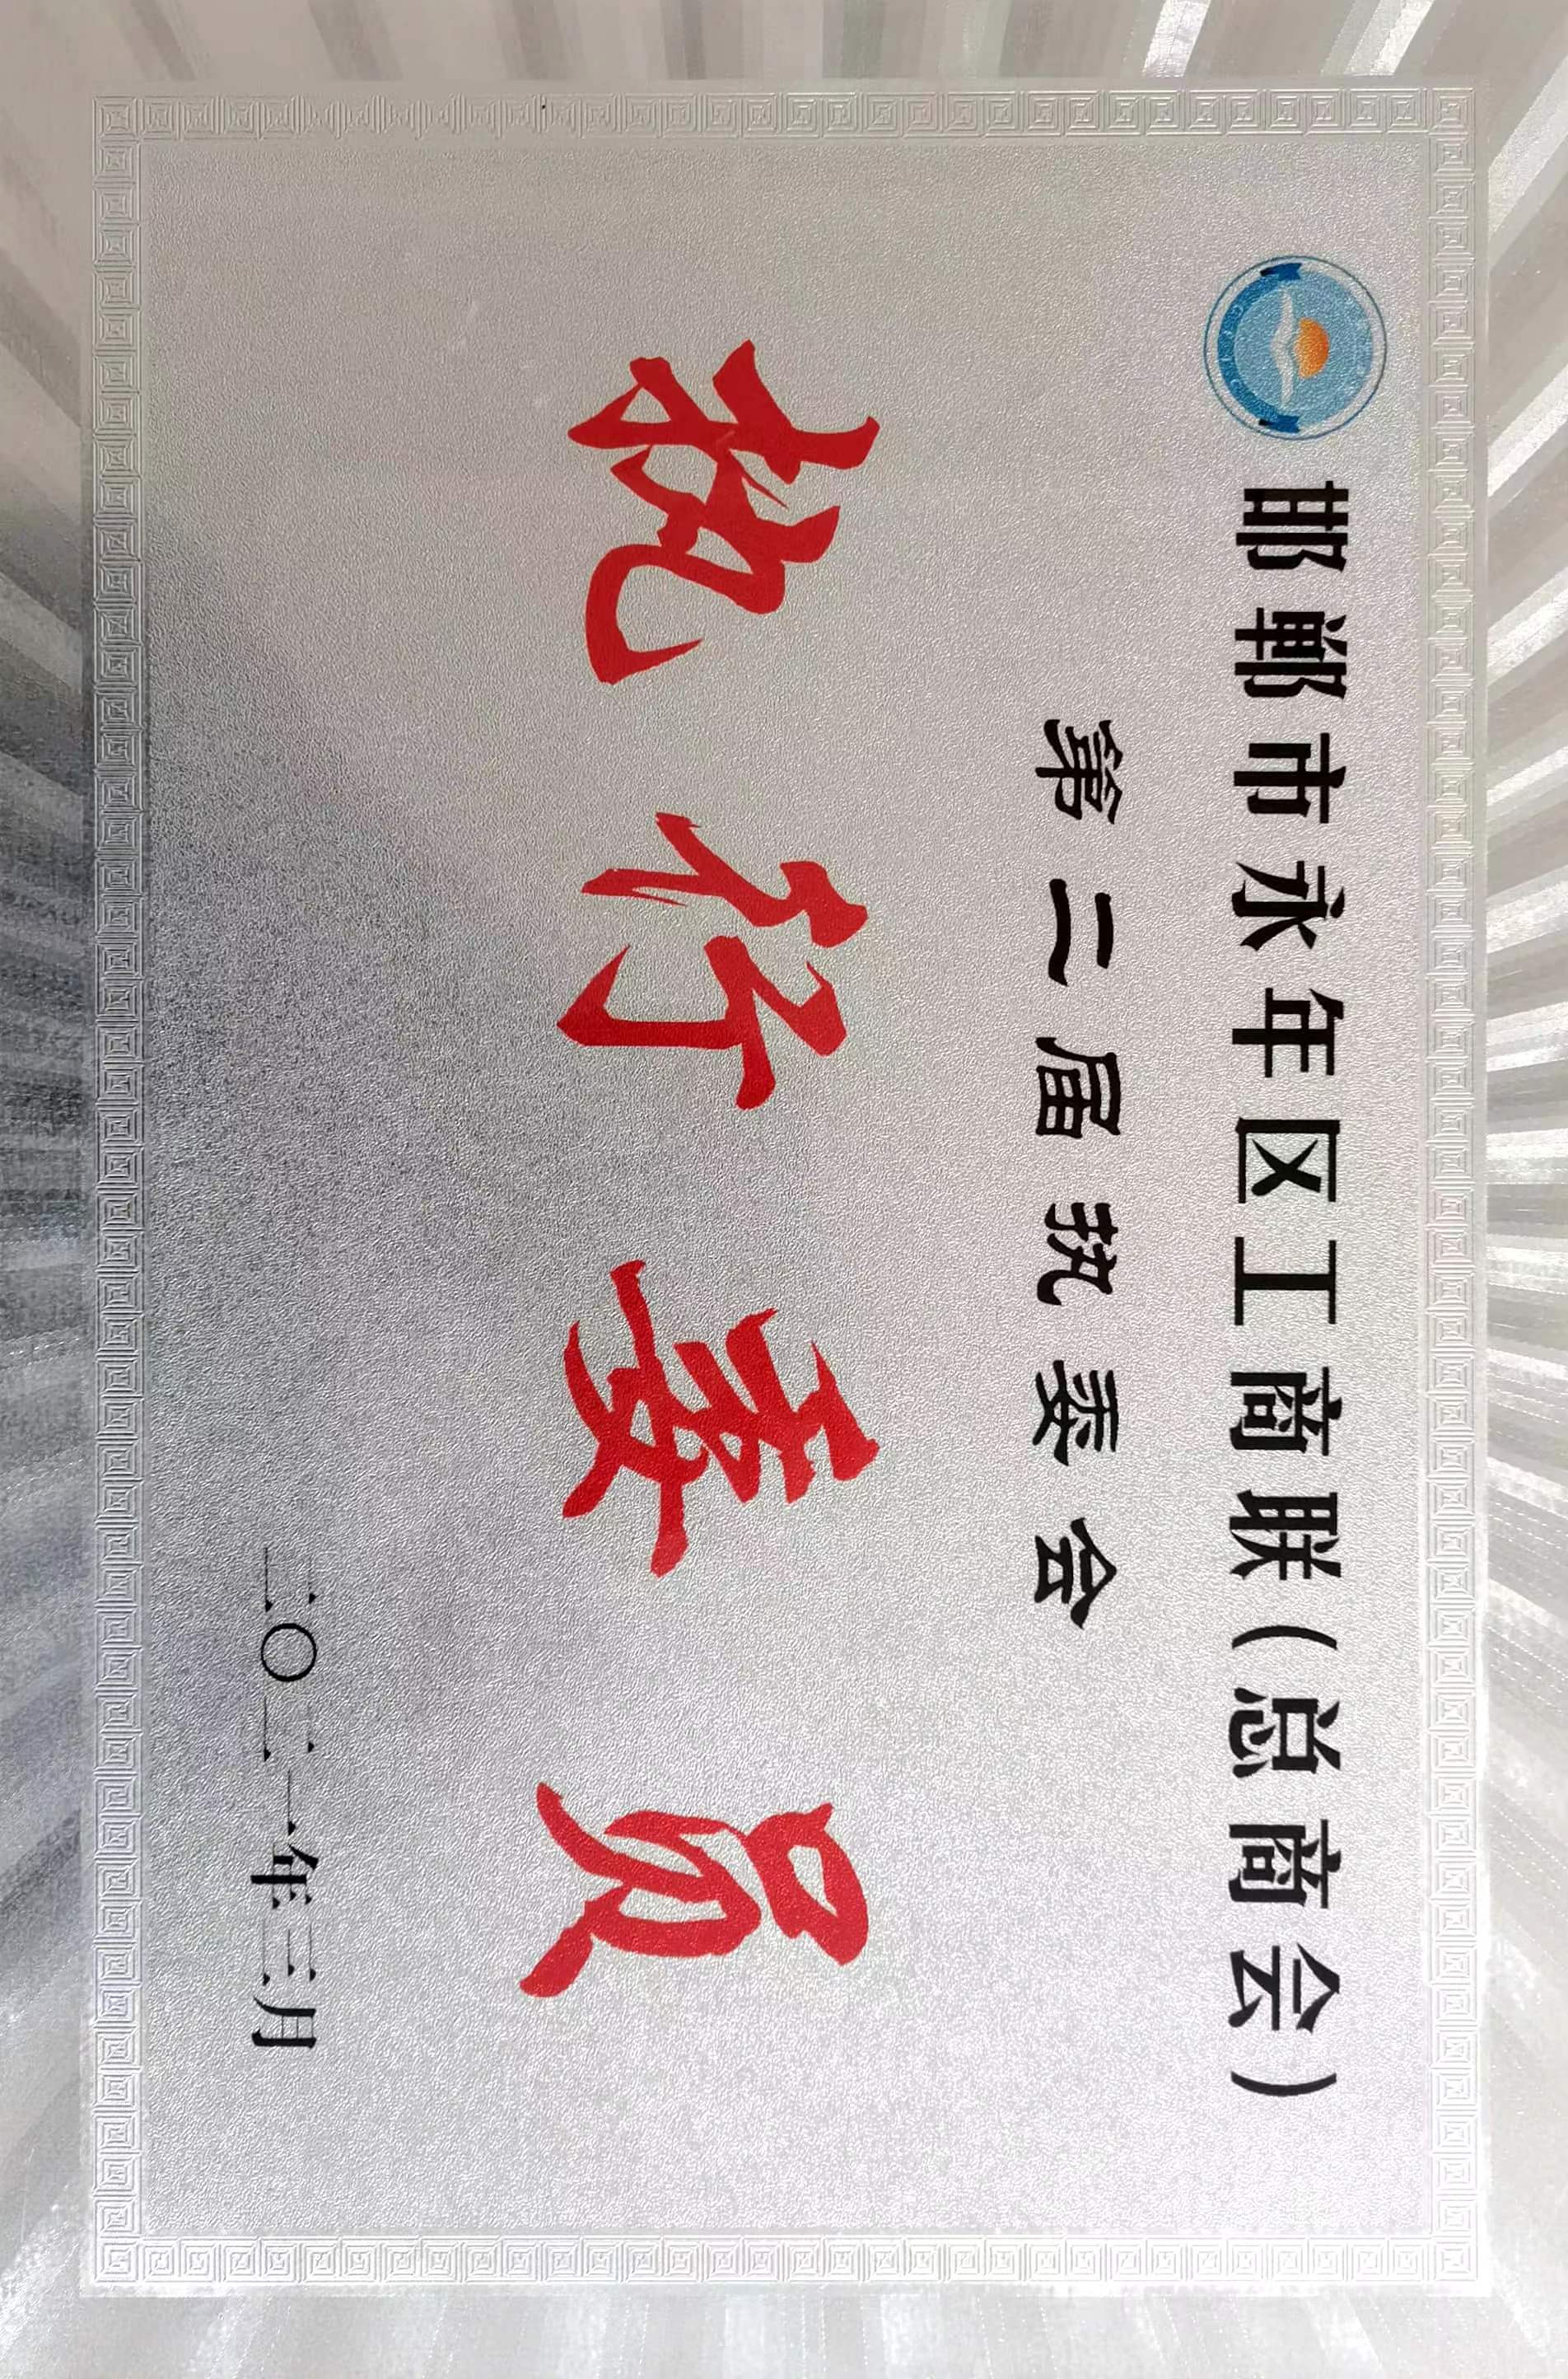 邯郸市永年区工商联(总商会)
第二届执委会
执行委员
二〇二一年三月